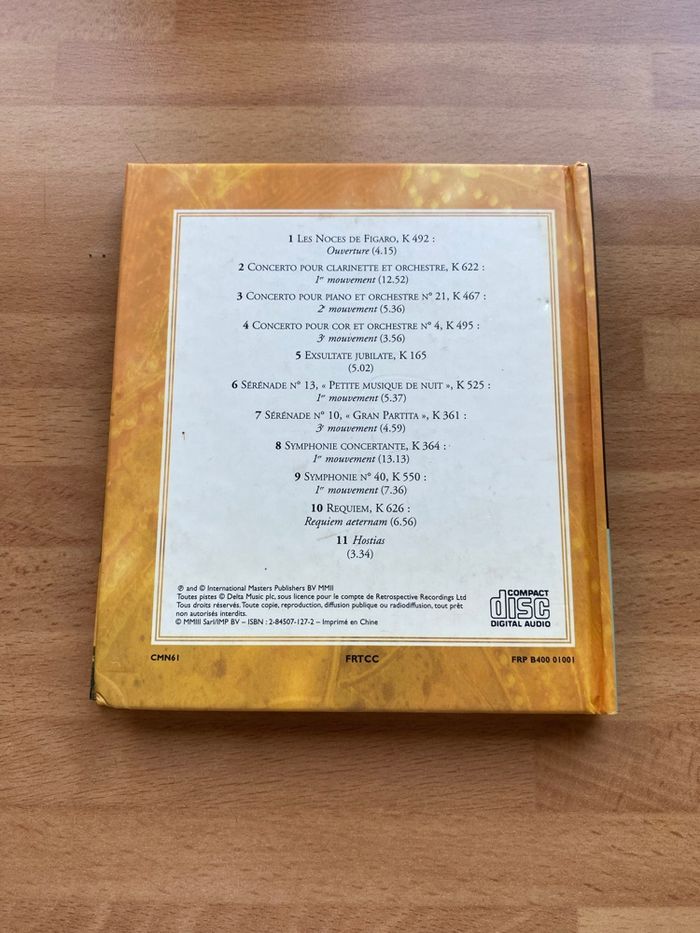 1 LES NOCES DE FIGARO, K 492 :
Ouverture (4.15)
2 CONCERTO POUR CLARINETTE ET ORCHESTRE, K 622 :
1er mouvement (12.52)
3 CONCERTO POUR PIANO ET ORCHESTRE N° 21, K 467 :
2e mouvement (5.36)
4 CONCERTO POUR COR ET ORCHESTRE N° 4, K 495 :
3e mouvement (3.56)
5 EXSULTATE JUBILATE, K 165
(5.02)
6 SÉRÉNADE N° 13, « PETITE MUSIQUE DE NUIT », K 525 :
1er mouvement (5.37)
7 SÉRÉNADE N° 10, « GRAN PARTITA », K 361 :
3e mouvement (4.59)
8 SYMPHONIE CONCERTANTE, K 364 :
1er mouvement (13.13)
9 SYMPHONIE N° 40, K 550 :
1er mouvement (7.36)
10 REQUIEM, K 626 :
Requiem aeternam (6.56)
11 Hostias
(3.34)
℗ and © International Masters Publishers BV MMII
Toutes pistes © Delta Music plc, sous licence pour le compte de Retrospective Recordings Ltd
Tous droits réservés. Toute copie, reproduction, diffusion publique ou radiodiffusion, tout prêt
non autorisés interdits.
© MMIII Sarl/IMP BV – ISBN : 2-84507-127-2 – Imprimé en Chine
COMPACT
disc
DIGITAL AUDIO
CMN61 FRTCC FRP B400 01001